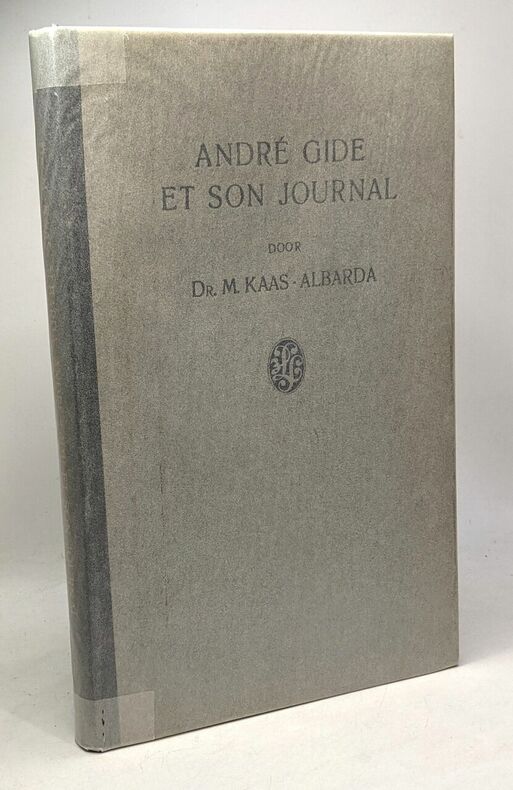 ANDRÉ GIDE
ET SON JOURNAL
DOOR
DR. M. KAAS-ALBARDA